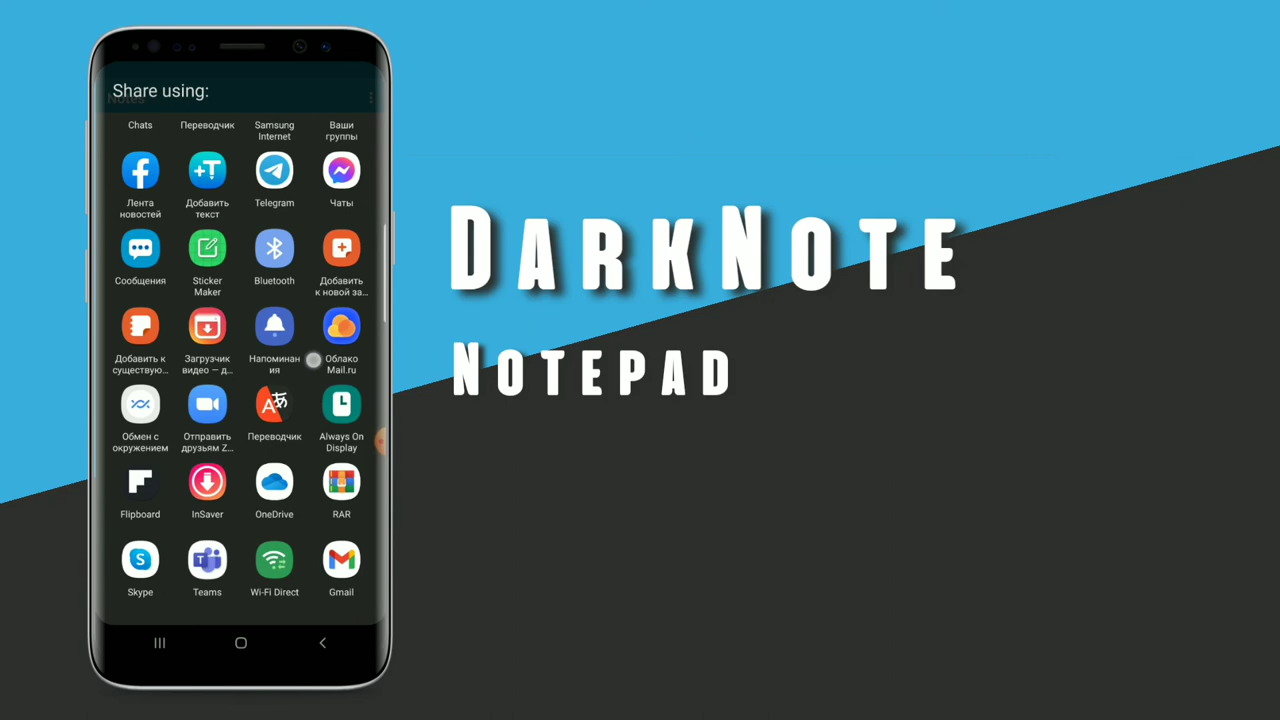 Share using:
Notes
Chats Переводчик Samsung Internet Ваши группы
Лента новостей Добавить текст Telegram Чаты
Сообщения Sticker Maker Bluetooth Добавить к новой за...
Добавить к существую... Загрузчик видео — д... Напоминания Облако Mail.ru
Обмен с окружением Отправить друзьям Z... Переводчик Always On Display
Flipboard InSaver OneDrive RAR
Skype Teams Wi-Fi Direct Gmail
DarkNote
Notepad